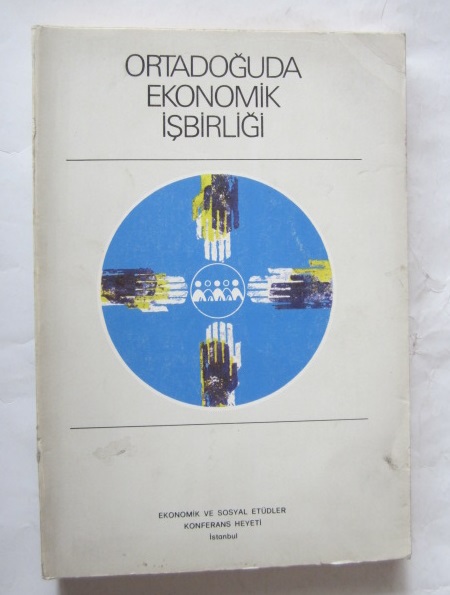 ORTADOĞUDA
EKONOMİK
İŞBİRLİĞİ
EKONOMİK VE SOSYAL ETÜDLER
KONFERANS HEYETİ
İstanbul